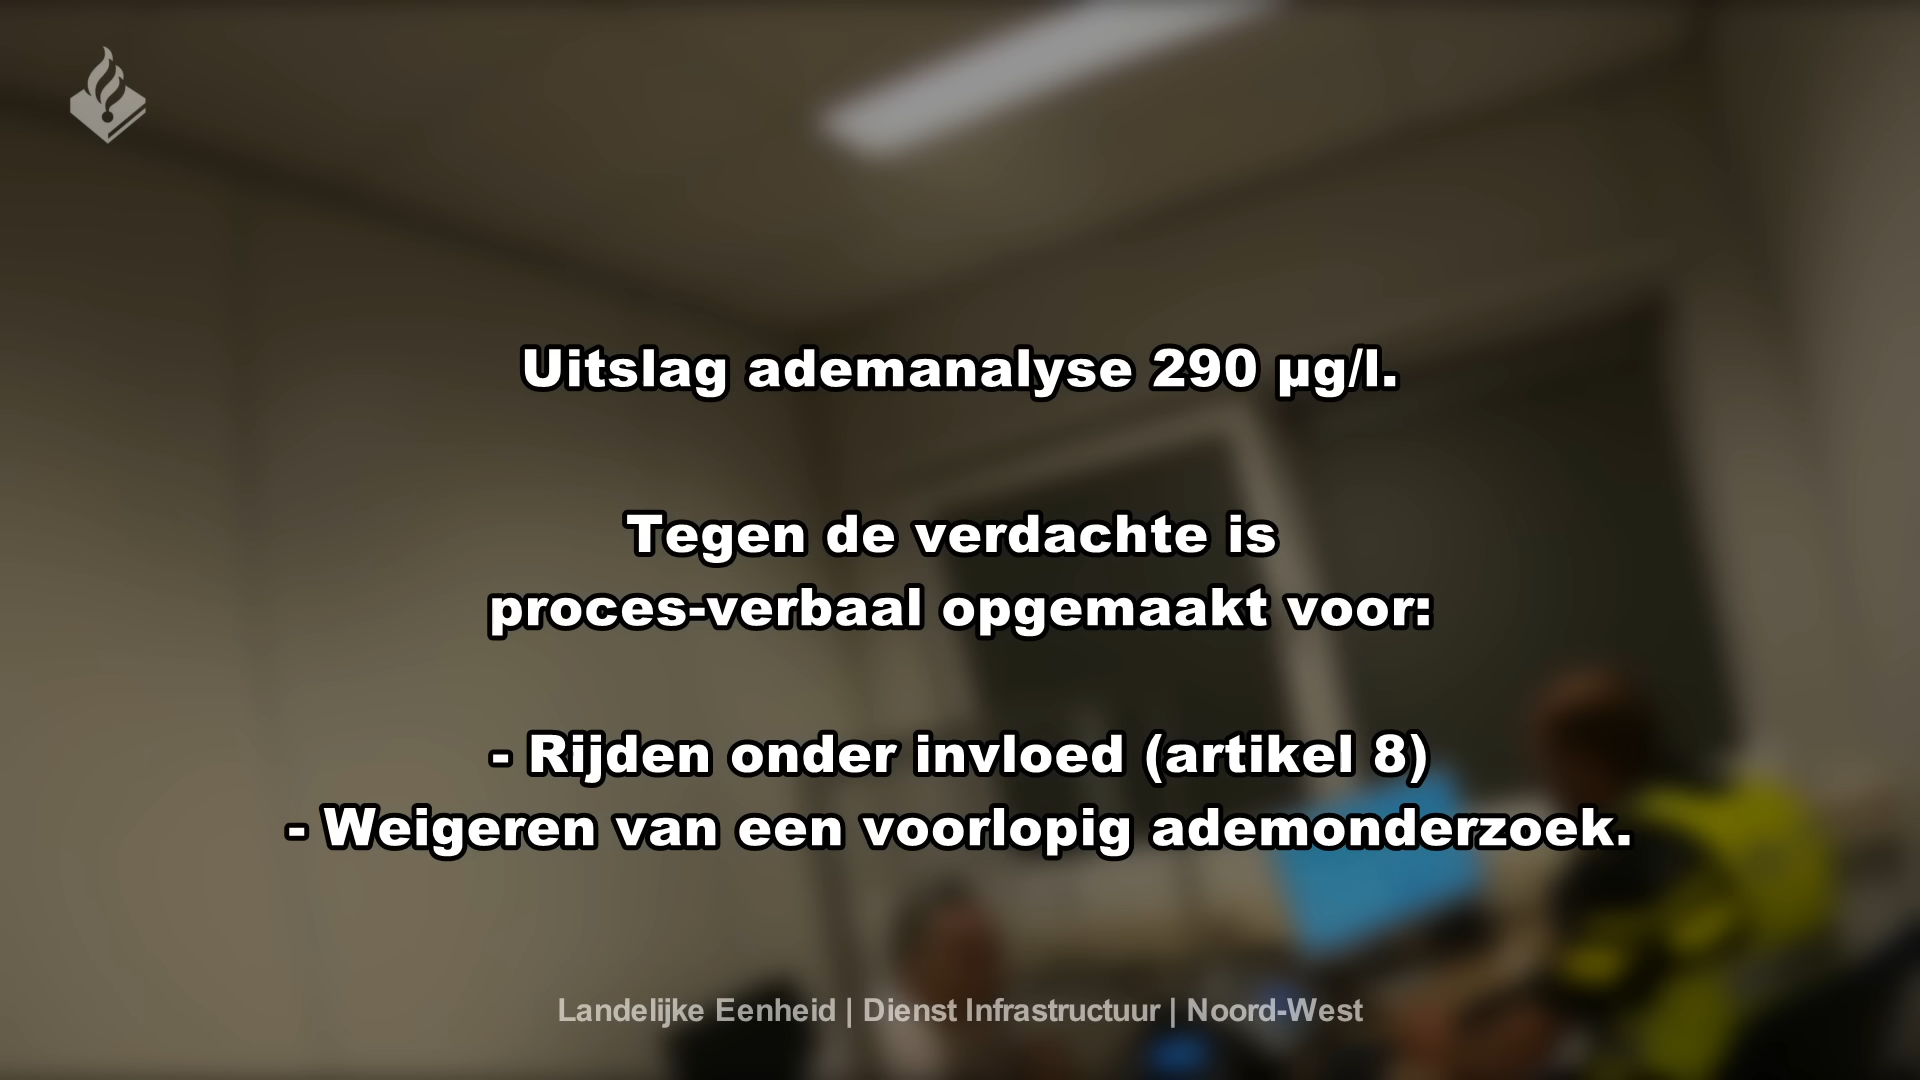 Uitslag ademanalyse 290 µg/l.
Tegen de verdachte is
proces-verbaal opgemaakt voor:
- Rijden onder invloed (artikel 8)
- Weigeren van een voorlopig ademonderzoek.
Landelijke Eenheid | Dienst Infrastructuur | Noord-West